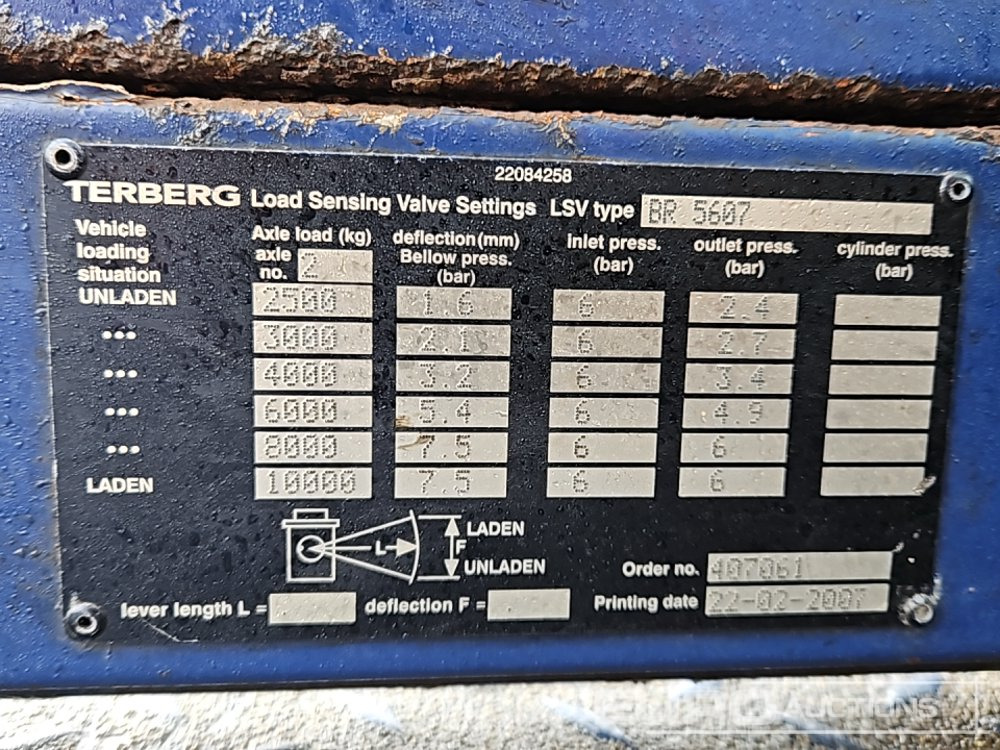 22084258
TERBERG Load Sensing Valve Settings LSV type BR 5607
Vehicle loading situation
Axle load (kg) axle no. 2
deflection (mm) Bellow press. (bar)
inlet press. (bar)
outlet press. (bar)
cylinder press. (bar)
UNLADEN 2500 1.6 6 2.4
••• 3000 2.1 6 2.7
••• 4000 3.2 6 3.4
••• 6000 5.4 6 4.9
••• 8000 7.5 6 6
LADEN 10000 7.5 6 6
L F LADEN
UNLADEN
Order no. 407061
lever length L = deflection F = Printing date 22-02-2007
AUCTIONS